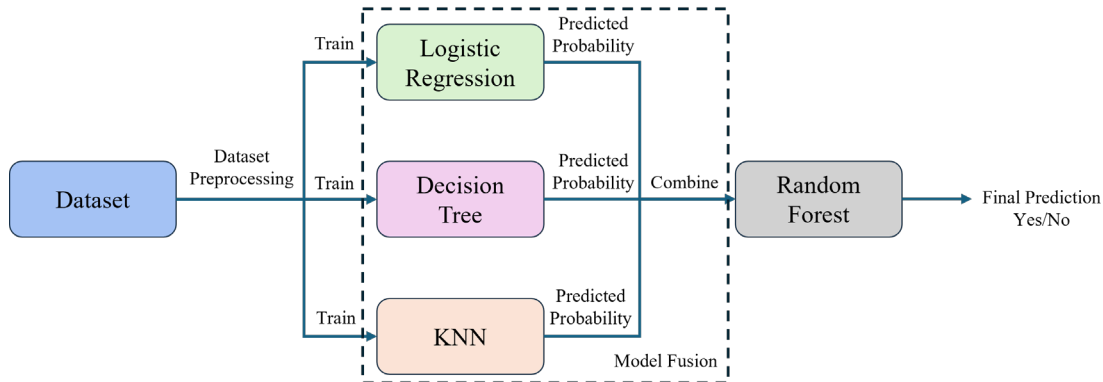 Dataset
Dataset
Preprocessing
Train
Train
Train
Logistic
Regression
Decision
Tree
KNN
Predicted
Probability
Predicted
Probability
Predicted
Probability
Model Fusion
Combine
Random
Forest
Final Prediction
Yes/No